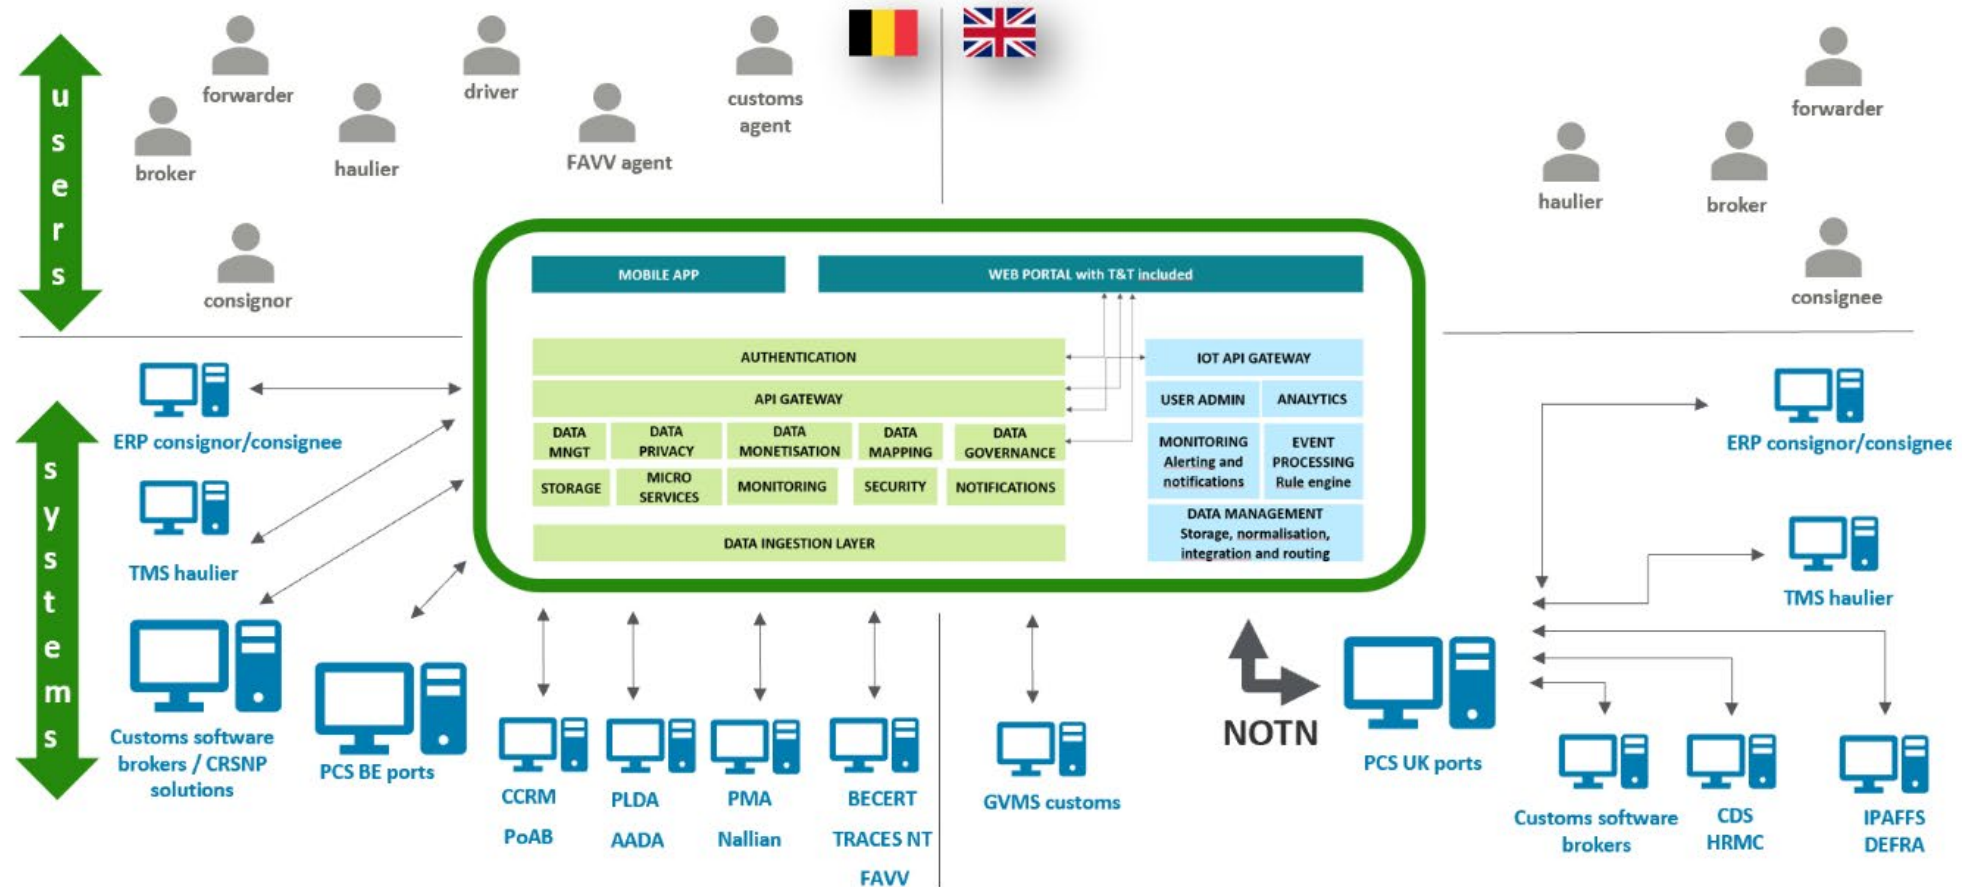 users
forwarder
broker
haulier
driver
FAVV agent
customs
agent
consignor
forwarder
haulier
broker
consignee
MOBILE APP
WEB PORTAL with T&T included
AUTHENTICATION
API GATEWAY
DATA
MNGT
DATA
PRIVACY
DATA
MONETISATION
DATA
MAPPING
DATA
GOVERNANCE
STORAGE
MICRO
SERVICES
MONITORING
SECURITY
NOTIFICATIONS
DATA INGESTION LAYER
IOT API GATEWAY
USER ADMIN
ANALYTICS
MONITORING
Alerting and
notifications
EVENT
PROCESSING
Rule engine
DATA MANAGEMENT
Storage, normalisation,
integration and routing
systems
ERP consignor/consignee
TMS haulier
Customs software
brokers / CRSNP
solutions
PCS BE ports
CCRM
PoAB
PLDA
AADA
PMA
Nallian
BECERT
TRACES NT
FAVV
GVMS customs
NOTN
PCS UK ports
ERP consignor/consignee
TMS haulier
Customs software
brokers
CDS
HRMC
IPAFFS
DEFRA